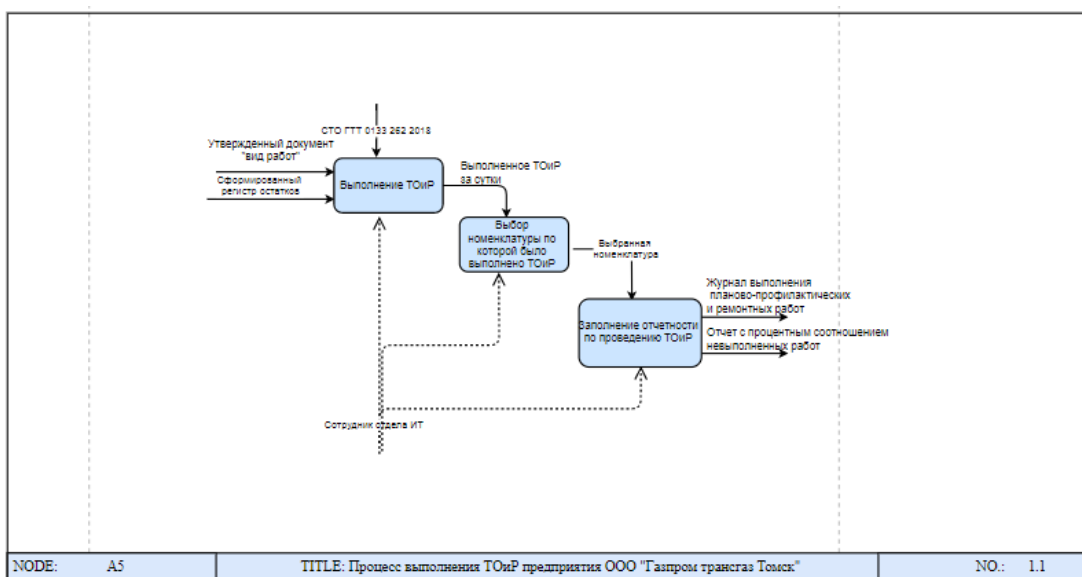 СТО ГТТ 0133 262 2018
Утвержденный документ
"вид работ"
Сформированный
регистр остатков
Выполнение ТОиР
Выполненное ТОиР
за сутки
Выбор
номенклатуры по
которой было
выполнено ТОиР
Выбранная
номенклатура
Заполнение отчетности
по проведению ТОиР
Журнал выполнения
планово-профилактических
и ремонтных работ
Отчет с процентным соотношением
невыполненных работ
Сотрудник отдела ИТ
NODE: A5 TITLE: Процесс выполнения ТОиР предприятия ООО "Газпром трансгаз Томск" NO.: 1.1